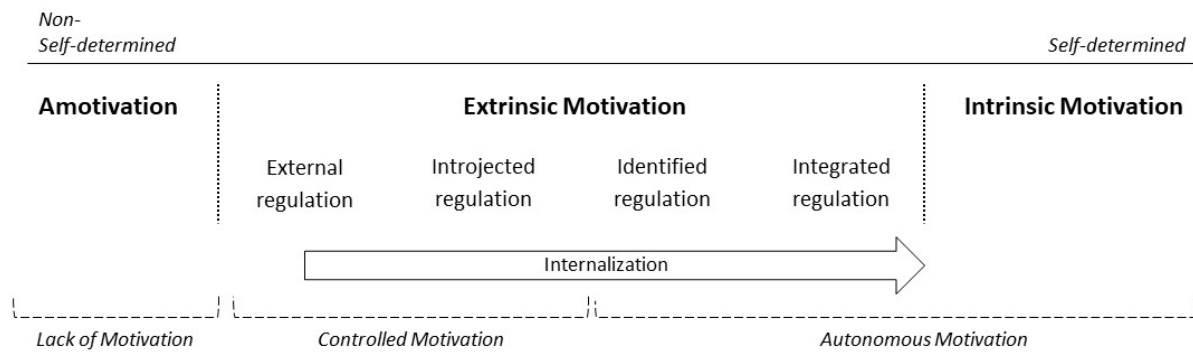 Non-
Self-determined
Self-determined
Amotivation
Extrinsic Motivation
Intrinsic Motivation
External
regulation
Introjected
regulation
Identified
regulation
Integrated
regulation
Internalization
Lack of Motivation
Controlled Motivation
Autonomous Motivation